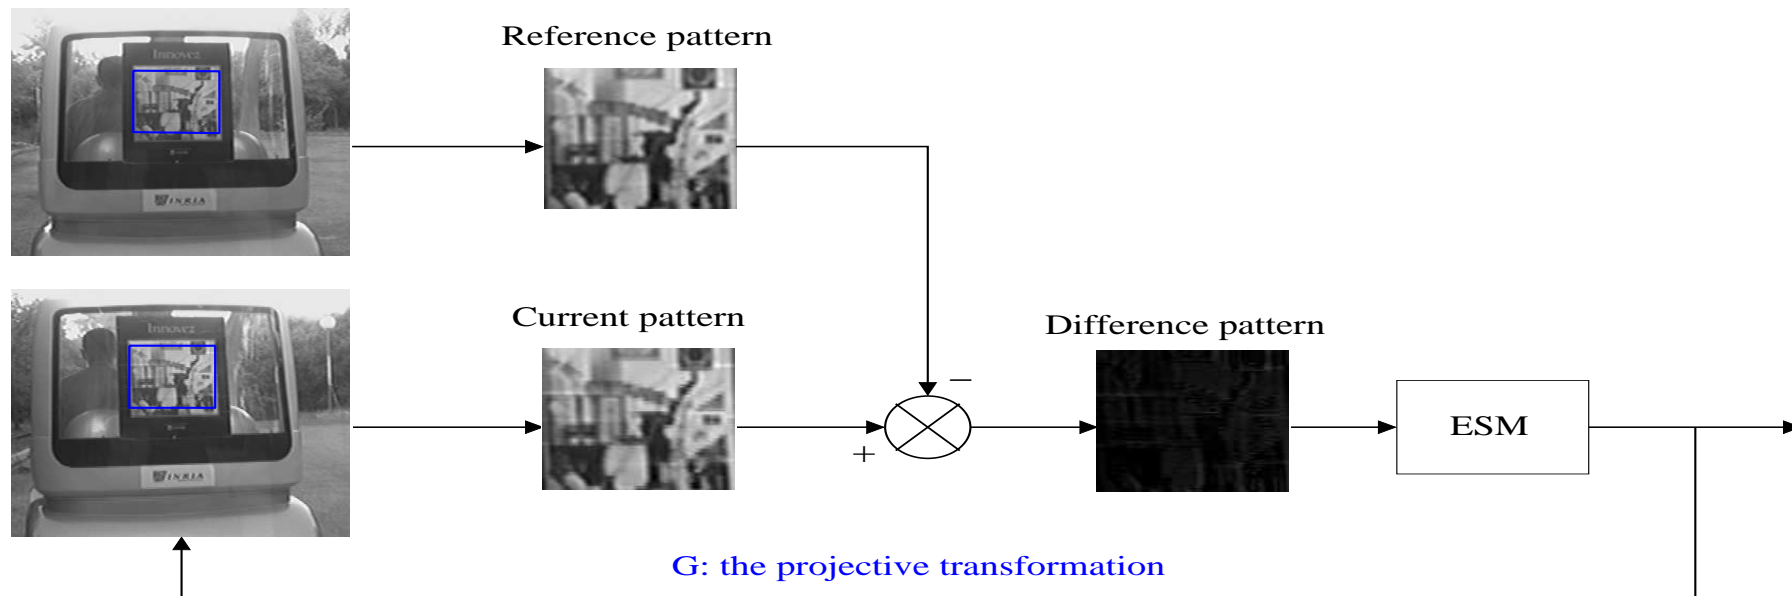 Reference pattern
Innovez
INRIA
Current pattern
Innovez
INRIA
Difference pattern
−
+
ESM
G: the projective transformation